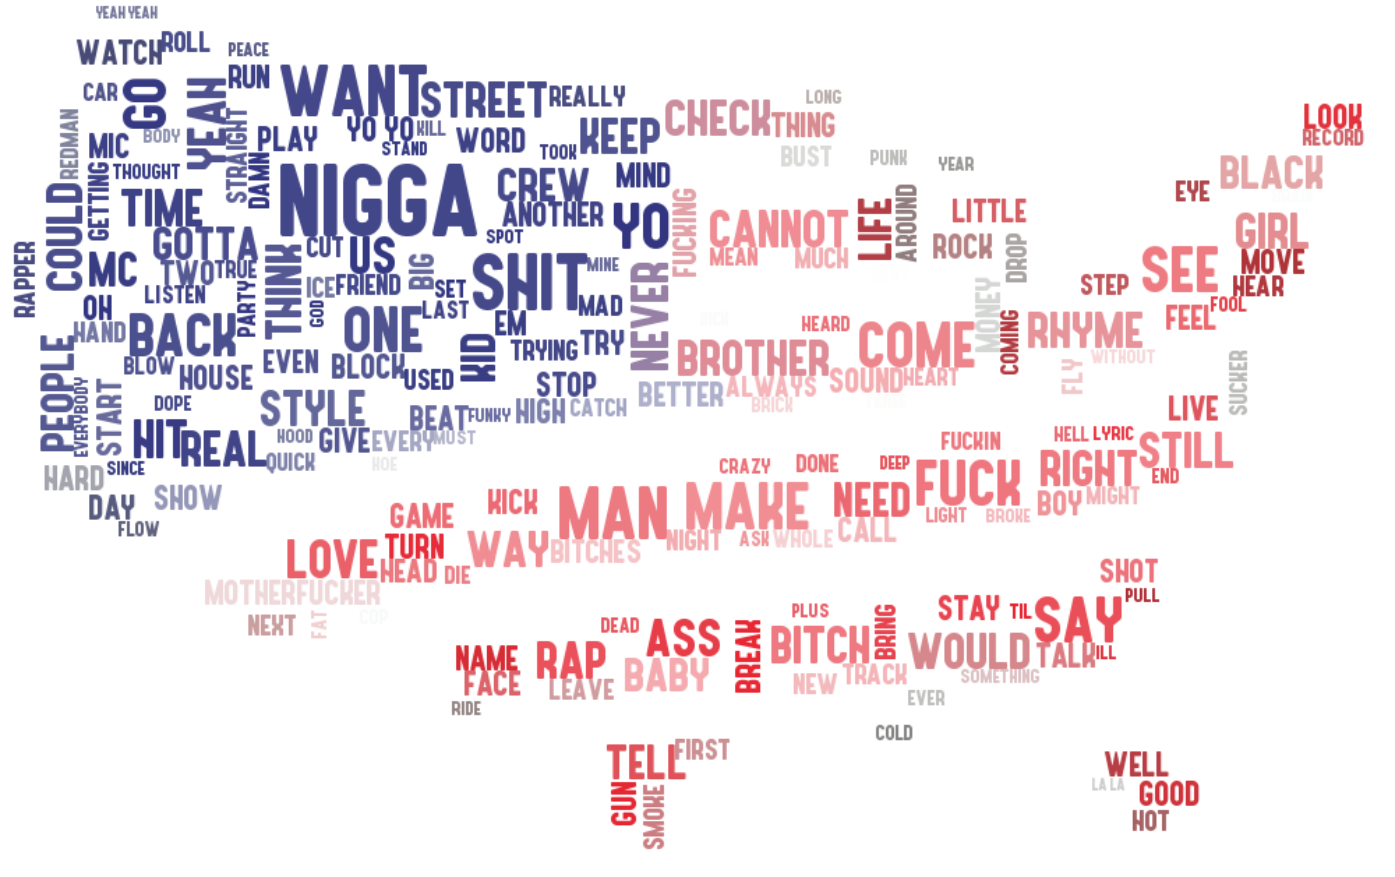 YEAH YEAH
WATCH
ROLL
PEACE
CAR
GO
YEAH
RUN
WANT
STREET
REALLY
CHECK
THING
LONG
LOOK
RECORD
REDMAN
MIC
BODY
STRAIGHT
PLAY
YO YO
KILL
STAND
WORD
TOOK
KEEP
BUST
PUNK
YEAR
BLACK
THOUGHT
DAMN
NIGGA
CREW
MIND
EYE
COULD
GETTING
TIME
ANOTHER
YO
FUCKING
CANNOT
LIFE
AROUND
LITTLE
GIRL
RAPPER
GOTTA
CUT
US
SPOT
MEAN
MUCH
ROCK
DROP
SEE
MOVE
MC
TWO
TRUE
THINK
BIG
SHIT
MINE
NEVER
STEP
HEAR
OH
LISTEN
PARTY
ICE
FRIEND
SET
MAD
MONEY
FEEL
FOOL
HAND
BACK
GOD
ONE
LAST
EM
HEARD
COME
COMING
RHYME
PEOPLE
BLOW
HOUSE
EVEN
BLOCK
USED
KID
TRYING
TRY
BROTHER
WITHOUT
EVERYBODY
START
DOPE
STYLE
BEAT
FUNKY
STOP
HIGH
CATCH
BETTER
ALWAYS
BRICK
SOUND
HEART
FLY
SUCKER
HIT
REAL
HOOD
GIVE
EVERY
MUST
LIVE
HARD
SINCE
QUICK
HOE
CRAZY
DONE
DEEP
FUCKIN
HELL
LYRIC
STILL
DAY
SHOW
FLOW
GAME
KICK
MAN
MAKE
NEED
FUCK
RIGHT
END
LIGHT
BROKE
BOY
MIGHT
LOVE
TURN
HEAD
DIE
WAY
BITCHES
NIGHT
ASK
WHOLE
CALL
MOTHERFUCKER
NEXT
FAT
COP
SHOT
PULL
DEAD
ASS
PLUS
STAY
TIL
SAY
NAME
FACE
RAP
LEAVE
BABY
BREAK
BITCH
BRING
NEW
TRACK
WOULD
TALK
ILL
SOMETHING
RIDE
EVER
COLD
TELL
FIRST
GUN
SMOKE
WELL
LA LA
GOOD
HOT